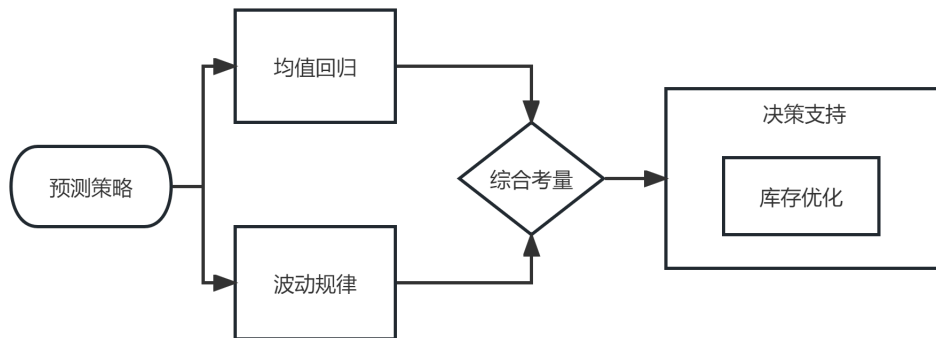 预测策略
均值回归
波动规律
综合考量
决策支持
库存优化